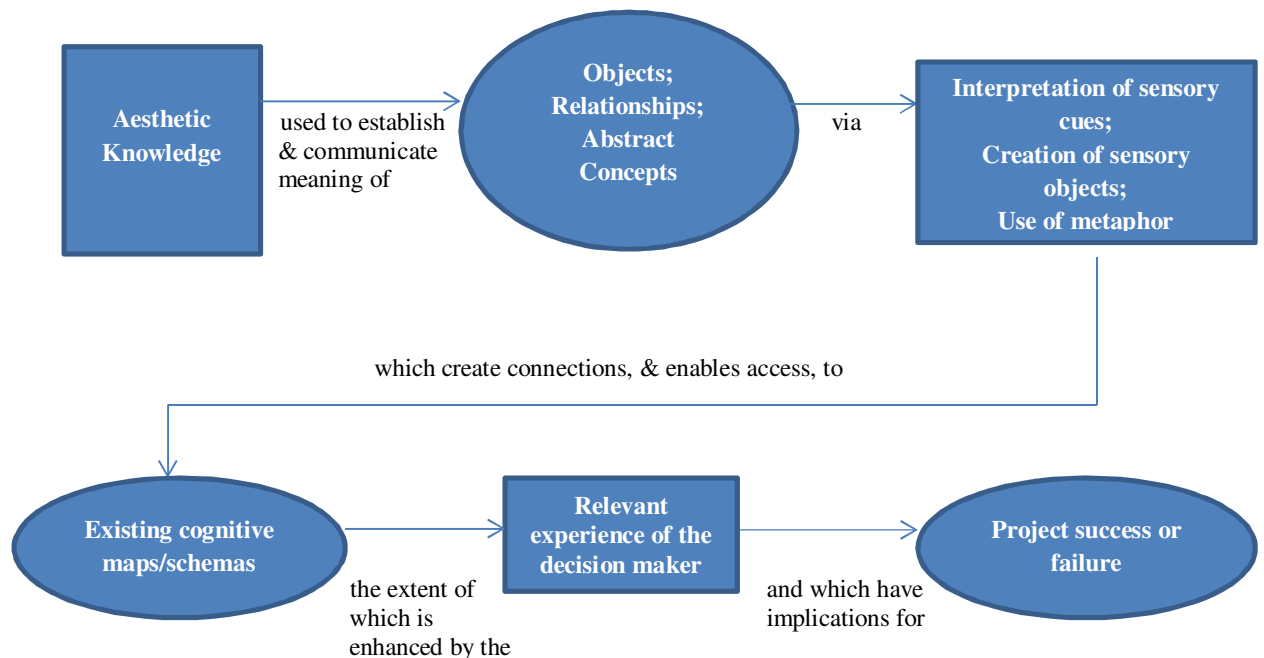 Aesthetic
Knowledge
used to establish
& communicate
meaning of
Objects;
Relationships;
Abstract
Concepts
via
Interpretation of sensory
cues;
Creation of sensory
objects;
Use of metaphor
which create connections, & enables access, to
Existing cognitive
maps/schemas
the extent of
which is
enhanced by the
Relevant
experience of the
decision maker
and which have
implications for
Project success or
failure